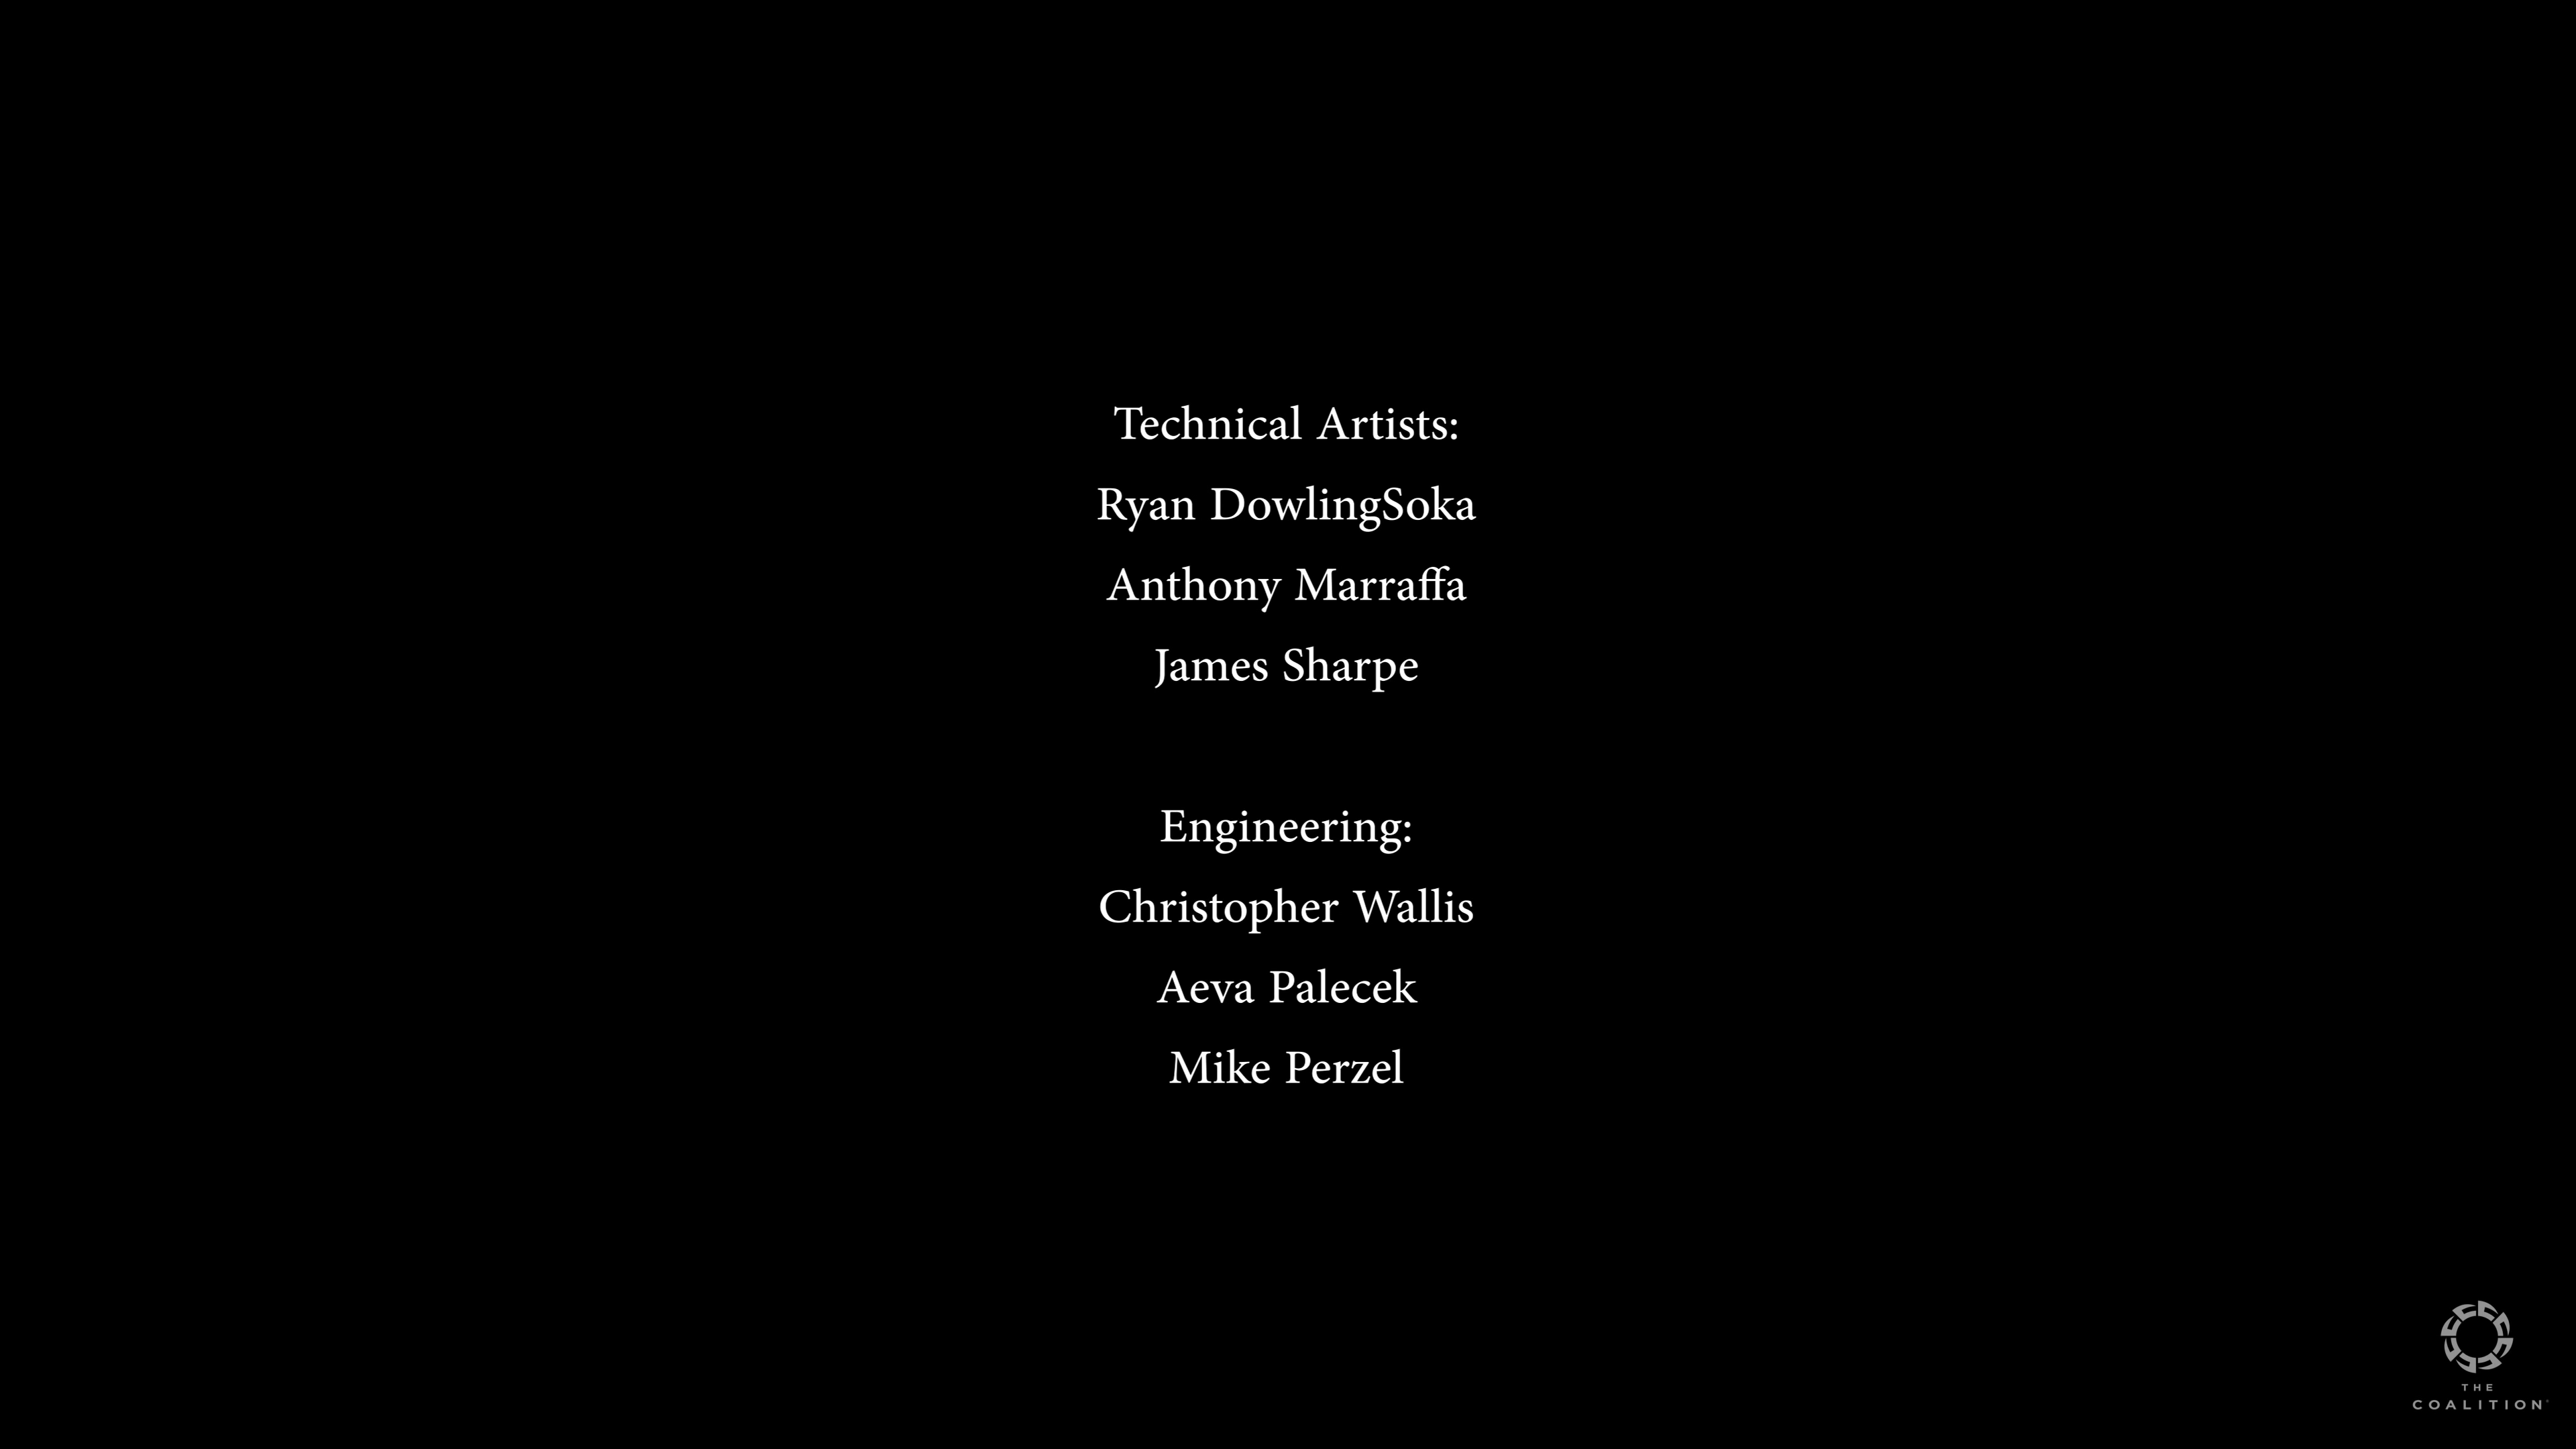 Technical Artists:
Ryan DowlingSoka
Anthony Marraffa
James Sharpe
Engineering:
Christopher Wallis
Aeva Palecek
Mike Perzel
THE
COALITION